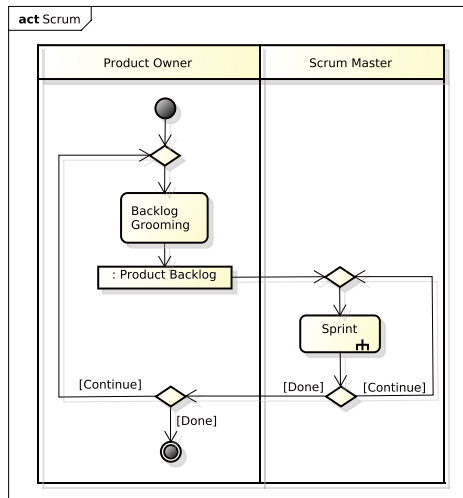 act Scrum
Product Owner
Scrum Master
Backlog
Grooming
: Product Backlog
Sprint
[Continue]
[Done]
[Continue]
[Done]